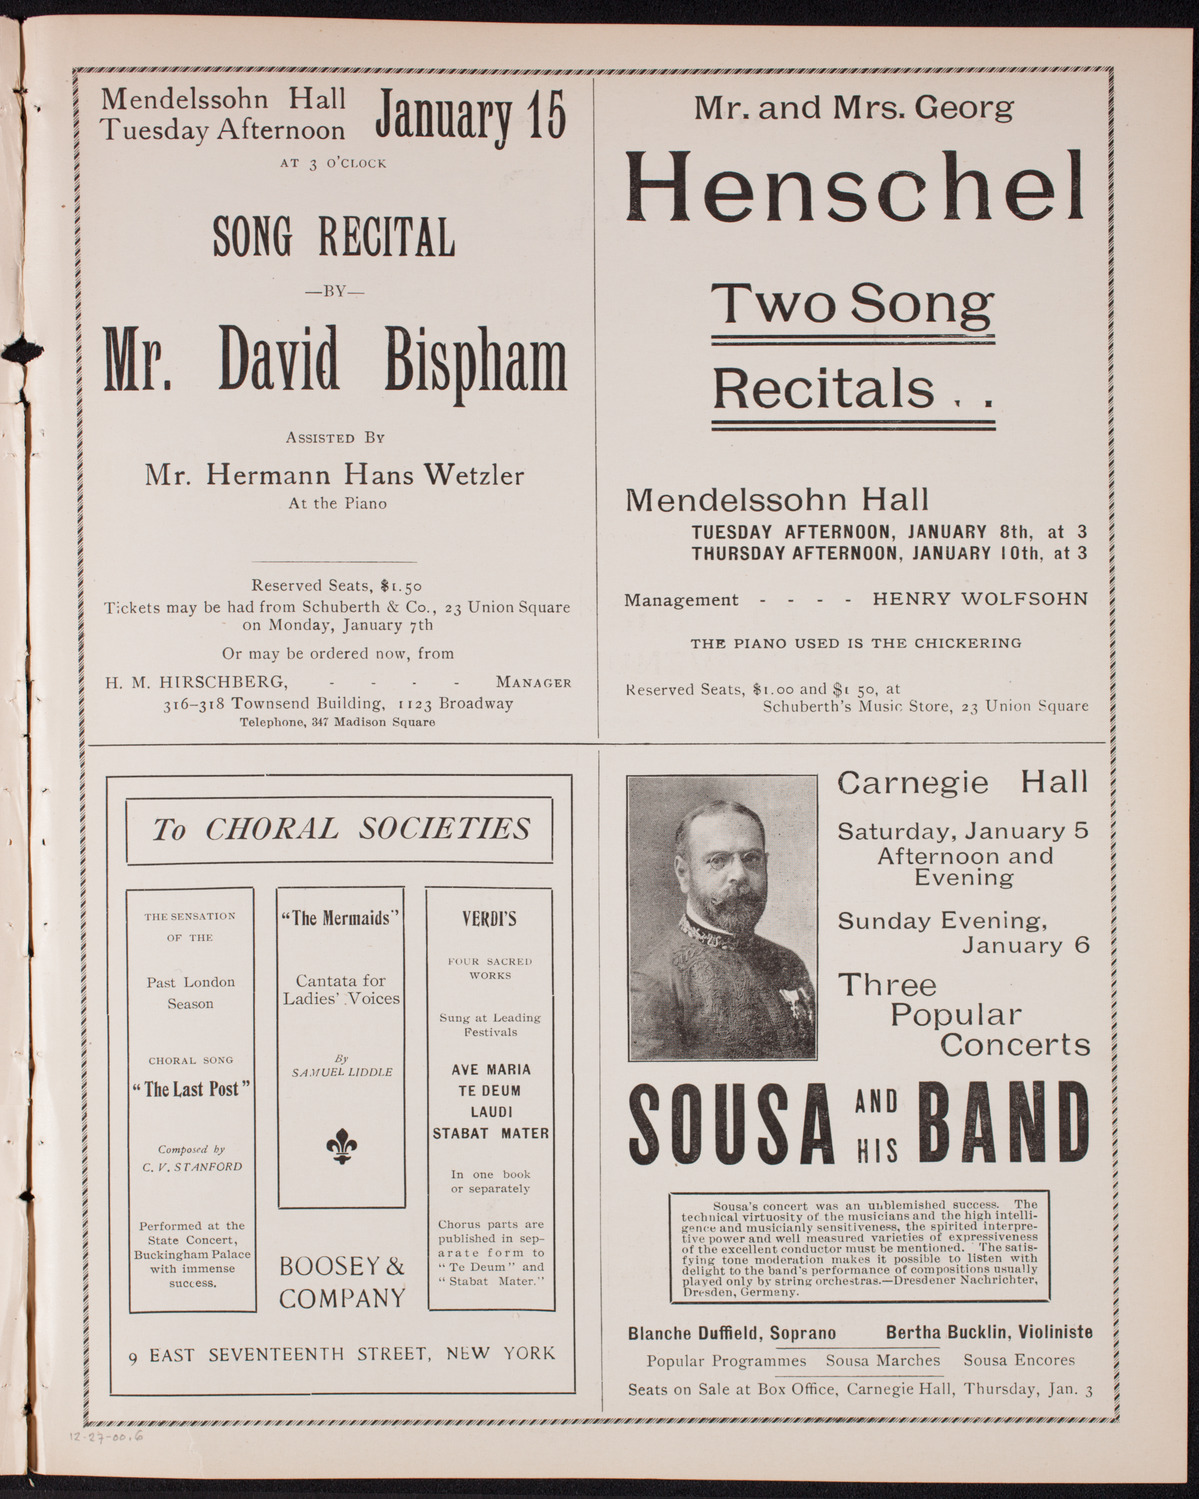 Mendelssohn Hall
Tuesday Afternoon
January 15
AT 3 O'CLOCK
SONG RECITAL
—BY—
Mr. David Bispham
ASSISTED BY
Mr. Hermann Hans Wetzler
At the Piano
Reserved Seats, $1.50
Tickets may be had from Schuberth & Co., 23 Union Square
on Monday, January 7th
Or may be ordered now, from
H. M. HIRSCHBERG, - - - - MANAGER
316-318 Townsend Building, 1123 Broadway
Telephone, 347 Madison Square
Mr. and Mrs. Georg
Henschel
Two Song
Recitals . .
Mendelssohn Hall
TUESDAY AFTERNOON, JANUARY 8th, at 3
THURSDAY AFTERNOON, JANUARY 10th, at 3
Management - - - - HENRY WOLFSOHN
THE PIANO USED IS THE CHICKERING
Reserved Seats, $1.00 and $1 50, at
Schuberth's Music Store, 23 Union Square
To CHORAL SOCIETIES
THE SENSATION
OF THE
Past London
Season
CHORAL SONG
"The Last Post"
Composed by
C. V. STANFORD
Performed at the
State Concert,
Buckingham Palace
with immense
success.
"The Mermaids"
Cantata for
Ladies' Voices
By
SAMUEL LIDDLE
BOOSEY &
COMPANY
VERDI'S
FOUR SACRED
WORKS
Sung at Leading
Festivals
AVE MARIA
TE DEUM
LAUDI
STABAT MATER
In one book
or separately
Chorus parts are
published in sep-
arate form to
"Te Deum" and
"Stabat Mater."
9 EAST SEVENTEENTH STREET, NEW YORK
Carnegie Hall
Saturday, January 5
Afternoon and
Evening
Sunday Evening,
January 6
Three
Popular
Concerts
SOUSA AND HIS BAND
Sousa's concert was an unblemished success. The
technical virtuosity of the musicians and the high intelli-
gence and musicianly sensitiveness, the spirited interpre-
tive power and well measured varieties of expressiveness
of the excellent conductor must be mentioned. The satis-
fying tone moderation makes it possible to listen with
delight to the band's performance of compositions usually
played only by string orchestras.—Dresdener Nachrichter,
Dresden, Germany.
Blanche Duffield, Soprano Bertha Bucklin, Violiniste
Popular Programmes Sousa Marches Sousa Encores
Seats on Sale at Box Office, Carnegie Hall, Thursday, Jan. 3
12-27-00.6